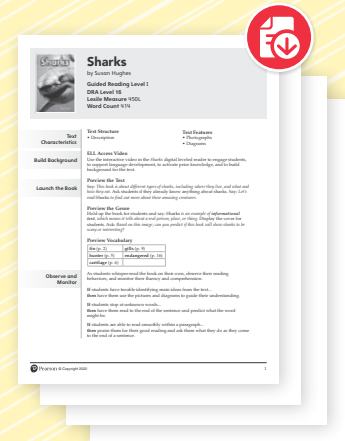 Sharks
Sharks
by Susan Hughes
Guided Reading Level I
DRA Level 16
Lexile Measure 450L
Word Count 414
Text
Characteristics
Text Structure
• Description
Text Features
• Photographs
• Diagrams
Build Background
ELL Access Video
Use the interactive video in the Sharks digital leveled reader to engage students,
to support language development, to activate prior knowledge, and to build
background for the text.
Launch the Book
Preview the Text
Say: This book is about different types of sharks, including where they live, and what and
how they eat. Ask students if they already know anything about sharks. Say: Let's
read Sharks to find out more about these amazing creatures.
Preview the Genre
Hold up the book for students and say: Sharks is an example of informational
text, which means it tells about a real person, place, or thing. Display the cover for
students. Ask: Based on this image, can you predict if this book will show sharks to be
scary or interesting?
Preview Vocabulary
fin (p. 2)
gills (p. 9)
hunter (p. 5)
endangered (p. 16)
cartilage (p. 6)
Observe and
Monitor
As students whisper-read the book on their own, observe their reading
behaviors, and monitor their fluency and comprehension.
If students have trouble identifying main ideas from the text...
then have them use the pictures and diagrams to guide their understanding.
If students stop at unknown words...
then have them read to the end of the sentence and predict what the word
might be.
If students are able to read smoothly within a paragraph...
then praise them for their good reading and ask them what they do as they come
to the end of a sentence.
Pearson © Copyright 2020
1